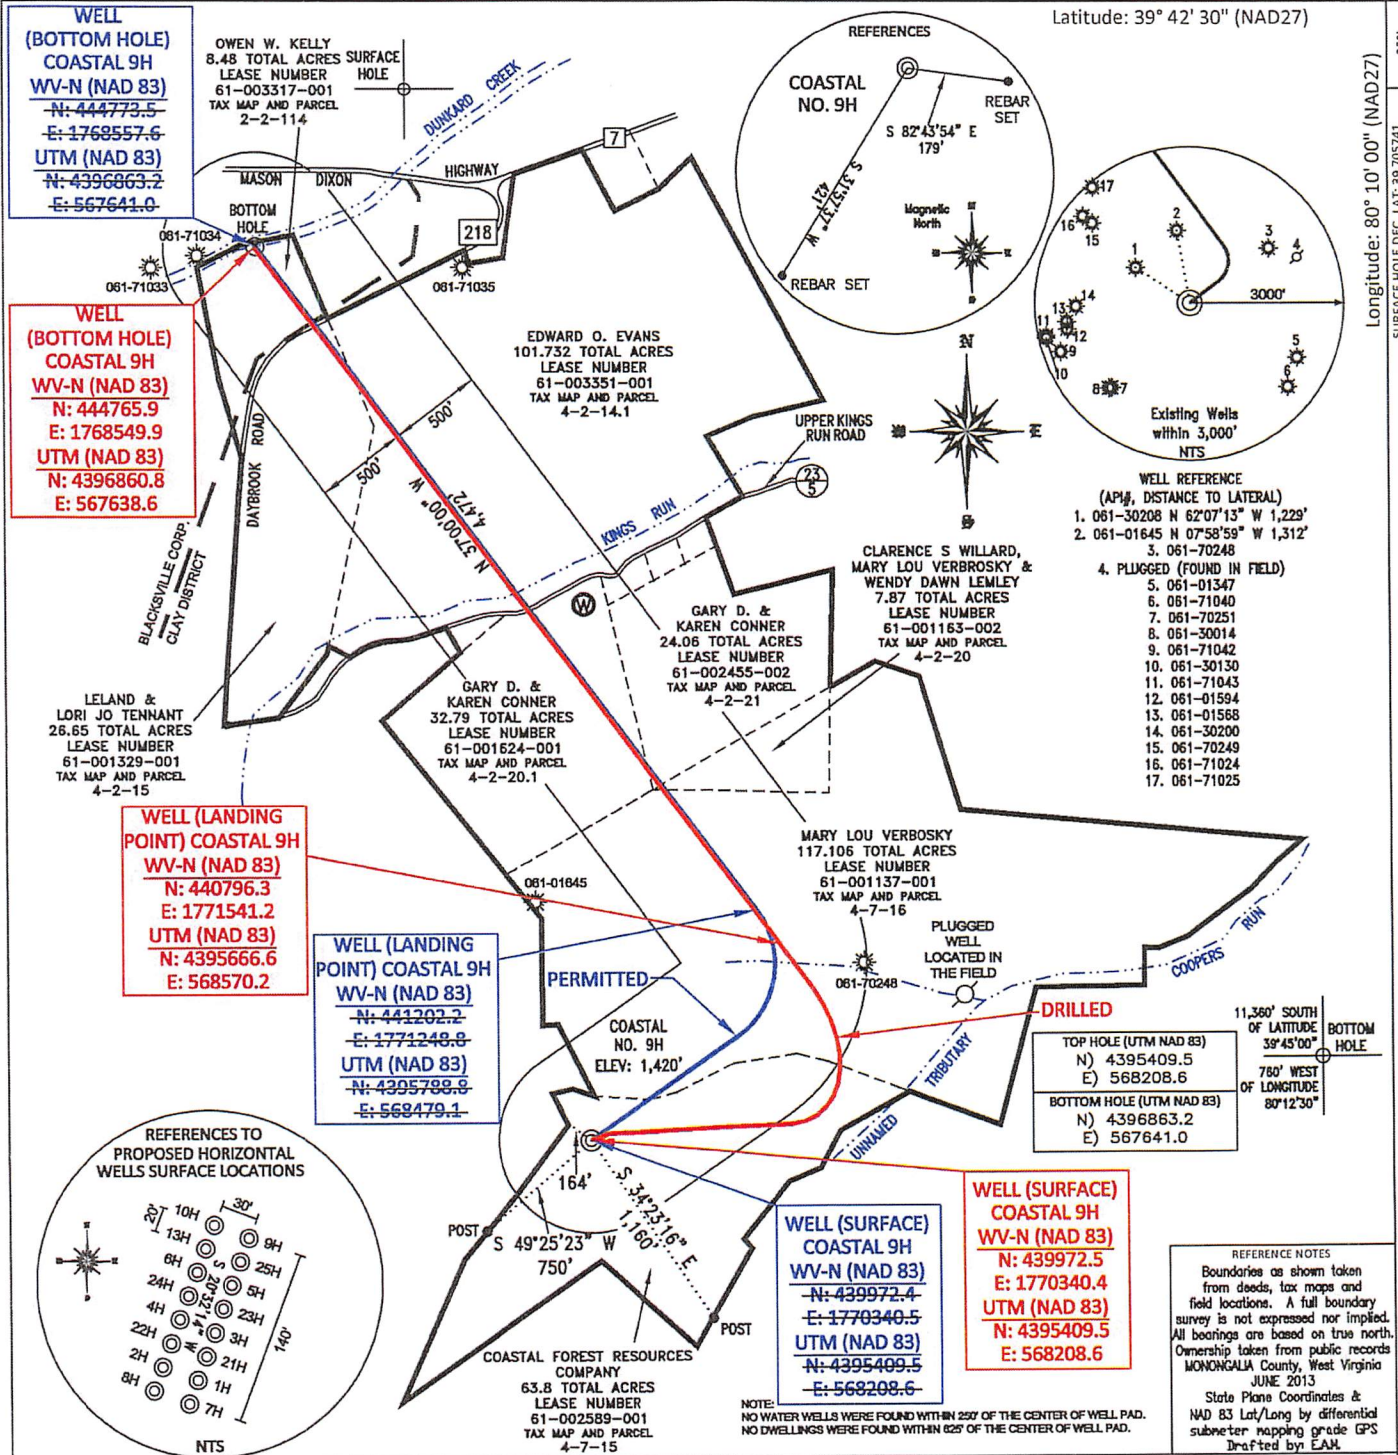 Latitude: 39° 42' 30" (NAD27)
Longitude: 80° 10' 00" (NAD27)
WELL
(BOTTOM HOLE)
COASTAL 9H
WV-N (NAD 83)
N: 444773.5
E: 1768557.6
UTM (NAD 83)
N: 4396863.2
E: 567641.0
OWEN W. KELLY
8.48 TOTAL ACRES
LEASE NUMBER
61-003317-001
TAX MAP AND PARCEL
2-2-114
SURFACE
HOLE
DUNKARD CREEK
MASON DIXON HIGHWAY
7
218
BOTTOM
HOLE
061-71034
061-71033
061-71035
REFERENCES
COASTAL
NO. 9H
REBAR
SET
S 82°43'54" E
179'
S 31°57'37" W
421'
REBAR SET
Magnetic
North
17
16
15
2
1
3
4
3000'
14
13
12
11
9
10
8
7
5
6
Existing Wells
within 3,000'
NTS
WELL
(BOTTOM HOLE)
COASTAL 9H
WV-N (NAD 83)
N: 444765.9
E: 1768549.9
UTM (NAD 83)
N: 4396860.8
E: 567638.6
EDWARD O. EVANS
101.732 TOTAL ACRES
LEASE NUMBER
61-003351-001
TAX MAP AND PARCEL
4-2-14.1
500'
500'
DAYBROOK ROAD
BLACKSVILLE CORP.
CLAY DISTRICT
N 37°00'00" W
4,472'
KINGS RUN
UPPER KINGS
RUN ROAD
23
5
N
E
S
W
WELL REFERENCE
(API#, DISTANCE TO LATERAL)
1. 061-30208 N 62°07'13" W 1,229'
2. 061-01645 N 07°58'59" W 1,312'
3. 061-70248
4. PLUGGED (FOUND IN FIELD)
5. 061-01347
6. 061-71040
7. 061-70251
8. 061-30014
9. 061-71042
10. 061-30130
11. 061-71043
12. 061-01594
13. 061-01568
14. 061-30200
15. 061-70249
16. 061-71024
17. 061-71025
CLARENCE S WILLARD,
MARY LOU VERBROSKY &
WENDY DAWN LEMLEY
7.87 TOTAL ACRES
LEASE NUMBER
61-001163-002
TAX MAP AND PARCEL
4-2-20
GARY D. &
KAREN CONNER
24.06 TOTAL ACRES
LEASE NUMBER
61-002455-002
TAX MAP AND PARCEL
4-2-21
W
GARY D. &
KAREN CONNER
32.79 TOTAL ACRES
LEASE NUMBER
61-001624-001
TAX MAP AND PARCEL
4-2-20.1
LELAND &
LORI JO TENNANT
26.65 TOTAL ACRES
LEASE NUMBER
61-001329-001
TAX MAP AND PARCEL
4-2-15
WELL (LANDING
POINT) COASTAL 9H
WV-N (NAD 83)
N: 440796.3
E: 1771541.2
UTM (NAD 83)
N: 4395666.6
E: 568570.2
MARY LOU VERBOSKY
117.106 TOTAL ACRES
LEASE NUMBER
61-001137-001
TAX MAP AND PARCEL
4-7-16
061-01645
WELL (LANDING
POINT) COASTAL 9H
WV-N (NAD 83)
N: 441202.2
E: 1771248.8
UTM (NAD 83)
N: 4395788.8
E: 568479.1
PERMITTED
PLUGGED
WELL
LOCATED IN
THE FIELD
061-70248
COOPERS RUN
DRILLED
COASTAL
NO. 9H
ELEV: 1,420'
UNNAMED TRIBUTARY
TOP HOLE (UTM NAD 83)
N) 4395409.5
E) 568208.6
BOTTOM HOLE (UTM NAD 83)
N) 4396863.2
E) 567641.0
11,360' SOUTH
OF LATITUDE
39°45'00"
760' WEST
OF LONGITUDE
80°12'30"
BOTTOM
HOLE
REFERENCES TO
PROPOSED HORIZONTAL
WELLS SURFACE LOCATIONS
30'
20'
10H
9H
13H
25H
6H
5H
24H
23H
4H
3H
22H
21H
2H
1H
8H
7H
S 20°32'14" W
140'
NTS
164'
POST
S 49°25'23" W
750'
S 34°23'16" E
1,160'
POST
COASTAL FOREST RESOURCES
COMPANY
63.8 TOTAL ACRES
LEASE NUMBER
61-002589-001
TAX MAP AND PARCEL
4-7-15
WELL (SURFACE)
COASTAL 9H
WV-N (NAD 83)
N: 439972.4
E: 1770340.5
UTM (NAD 83)
N: 4395409.5
E: 568208.6
WELL (SURFACE)
COASTAL 9H
WV-N (NAD 83)
N: 439972.5
E: 1770340.4
UTM (NAD 83)
N: 4395409.5
E: 568208.6
NOTE:
NO WATER WELLS WERE FOUND WITHIN 250' OF THE CENTER OF WELL PAD.
NO DWELLINGS WERE FOUND WITHIN 625' OF THE CENTER OF WELL PAD.
REFERENCE NOTES
Boundaries as shown taken
from deeds, tax maps and
field locations. A full boundary
survey is not expressed nor implied.
All bearings are based on true north.
Ownership taken from public records
MONONGALIA County, West Virginia
JUNE 2013
State Plane Coordinates &
NAD 83 Lat/Long by differential
submeter mapping grade GPS
Drafted by: E.A.H.